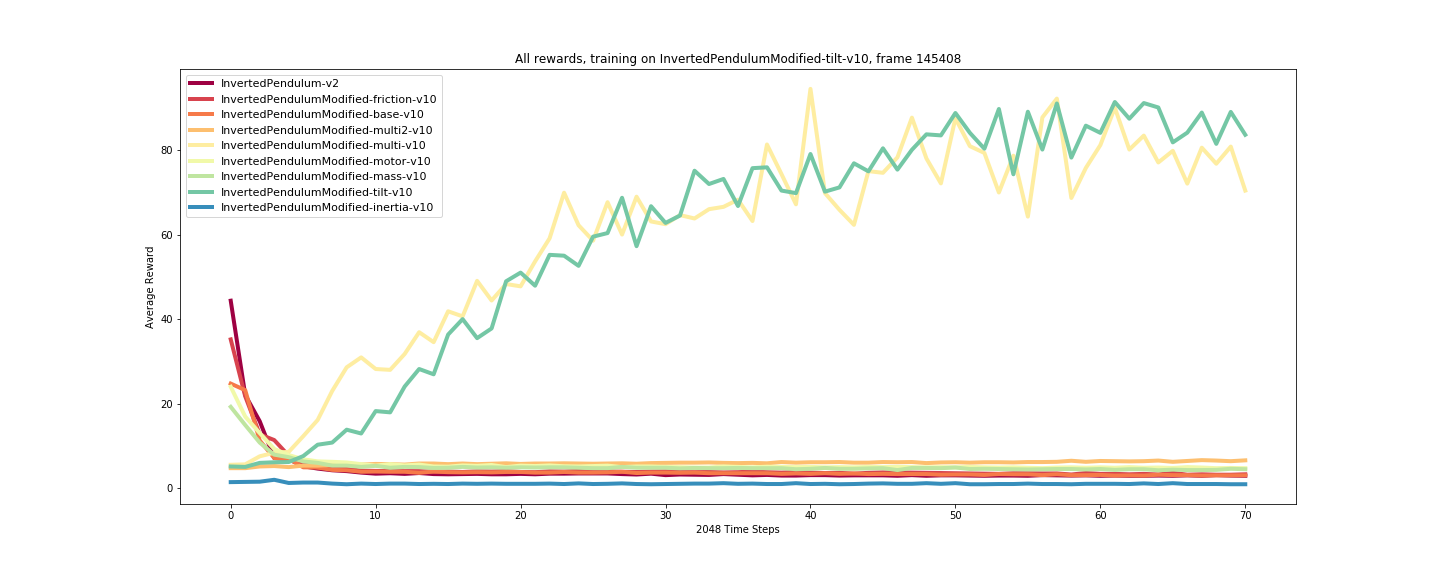 All rewards, training on InvertedPendulumModified-tilt-v10, frame 145408
InvertedPendulum-v2
InvertedPendulumModified-friction-v10
InvertedPendulumModified-base-v10
InvertedPendulumModified-multi2-v10
InvertedPendulumModified-multi-v10
InvertedPendulumModified-motor-v10
InvertedPendulumModified-mass-v10
InvertedPendulumModified-tilt-v10
InvertedPendulumModified-inertia-v10
Average Reward
80
60
40
20
0
0 10 20 30 40 50 60 70
2048 Time Steps